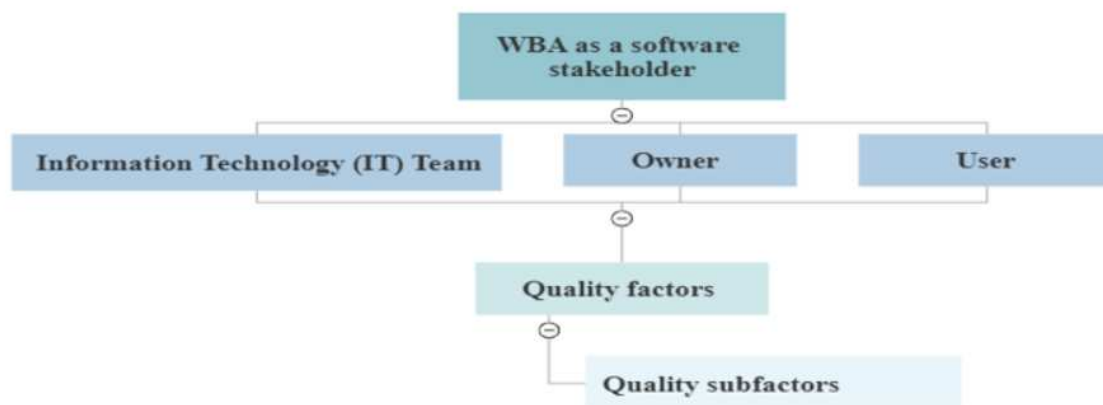 WBA as a software
stakeholder
Information Technology (IT) Team
Owner
User
Quality factors
Quality subfactors